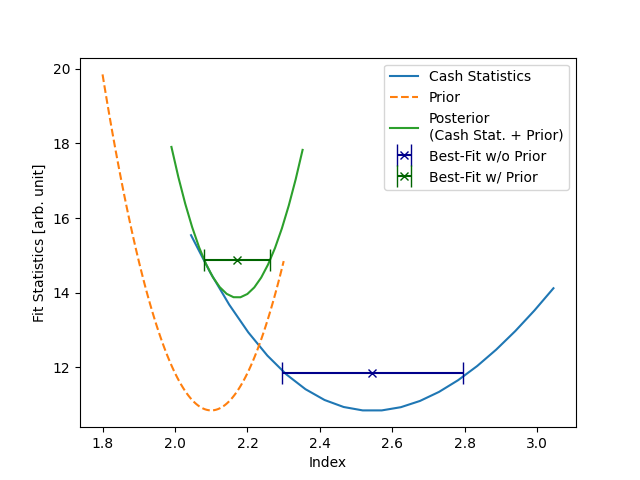 Fit Statistics [arb. unit]
20
18
16
14
12
Cash Statistics
Prior
Posterior
(Cash Stat. + Prior)
Best-Fit w/o Prior
Best-Fit w/ Prior
1.8 2.0 2.2 2.4 2.6 2.8 3.0
Index